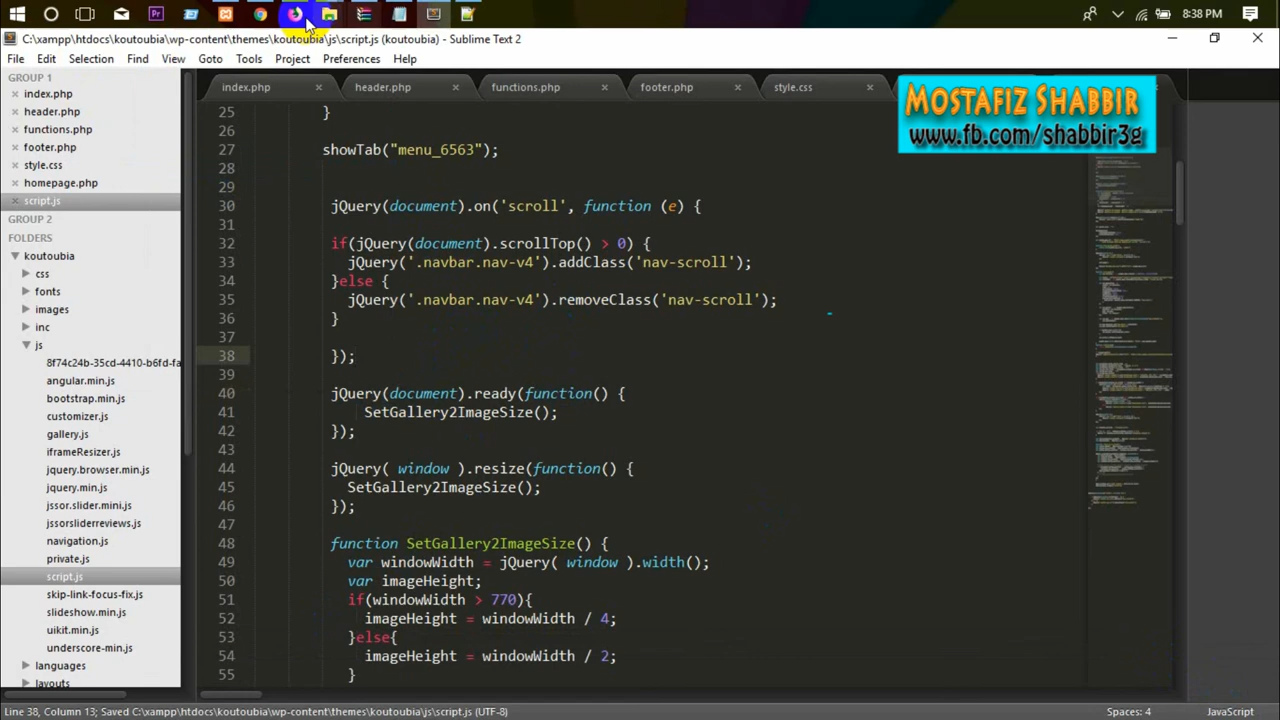 8:38 PM
C:\xampp\htdocs\koutoubia\wp-content\themes\koutoubia\js\script.js (koutoubia) - Sublime Text 2
File Edit Selection Find View Goto Tools Project Preferences Help
GROUP 1
index.php
header.php
functions.php
footer.php
style.css
homepage.php
script.js
GROUP 2
FOLDERS
koutoubia
css
fonts
images
inc
js
8f74c24b-35cd-4410-b6fd-fa
angular.min.js
bootstrap.min.js
customizer.js
gallery.js
iframeResizer.js
jquery.browser.min.js
jquery.min.js
jssor.slider.mini.js
jssorsliderreviews.js
navigation.js
private.js
script.js
skip-link-focus-fix.js
slideshow.min.js
uikit.min.js
underscore-min.js
languages
layouts
index.php header.php functions.php footer.php style.css
Mostafiz Shabbir
www.fb.com/shabbir3g
25 }
26
27 showTab("menu_6563");
28
29
30 jQuery(document).on('scroll', function (e) {
31
32 if(jQuery(document).scrollTop() > 0) {
33 jQuery('.navbar.nav-v4').addClass('nav-scroll');
34 }else {
35 jQuery('.navbar.nav-v4').removeClass('nav-scroll');
36 }
37
38 });
39
40 jQuery(document).ready(function() {
41 SetGallery2ImageSize();
42 });
43
44 jQuery( window ).resize(function() {
45 SetGallery2ImageSize();
46 });
47
48 function SetGallery2ImageSize() {
49 var windowWidth = jQuery( window ).width();
50 var imageHeight;
51 if(windowWidth > 770){
52 imageHeight = windowWidth / 4;
53 }else{
54 imageHeight = windowWidth / 2;
55 }
Line 38, Column 13; Saved C:\xampp\htdocs\koutoubia\wp-content\themes\koutoubia\js\script.js (UTF-8) Spaces: 4 JavaScript